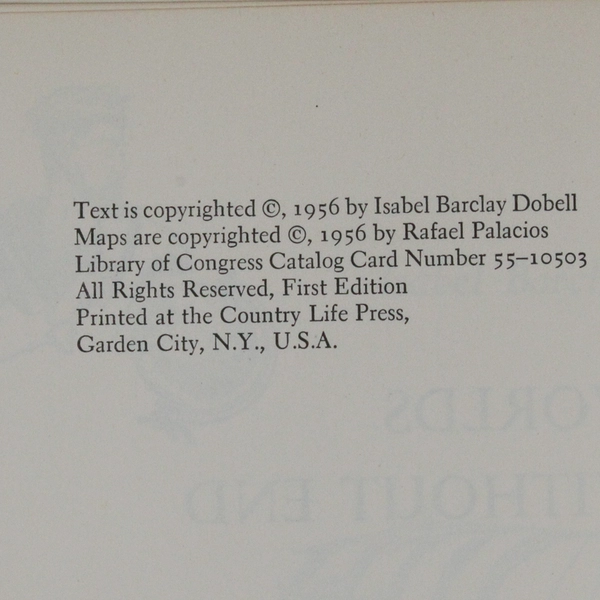 Text is copyrighted ©, 1956 by Isabel Barclay Dobell
Maps are copyrighted ©, 1956 by Rafael Palacios
Library of Congress Catalog Card Number 55–10503
All Rights Reserved, First Edition
Printed at the Country Life Press,
Garden City, N.Y., U.S.A.